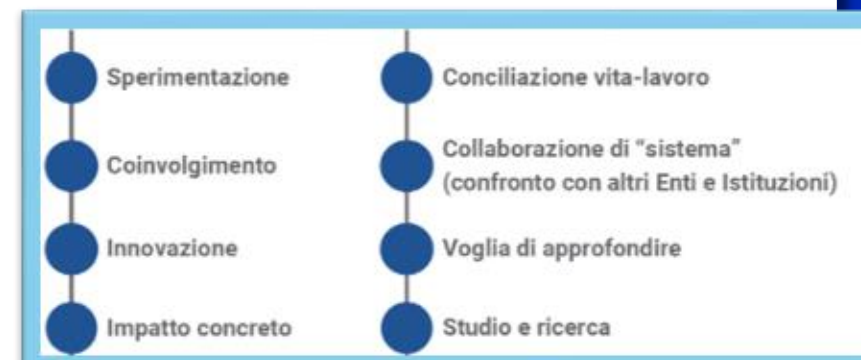 Sperimentazione
Coinvolgimento
Innovazione
Impatto concreto
Conciliazione vita-lavoro
Collaborazione di “sistema”
(confronto con altri Enti e Istituzioni)
Voglia di approfondire
Studio e ricerca